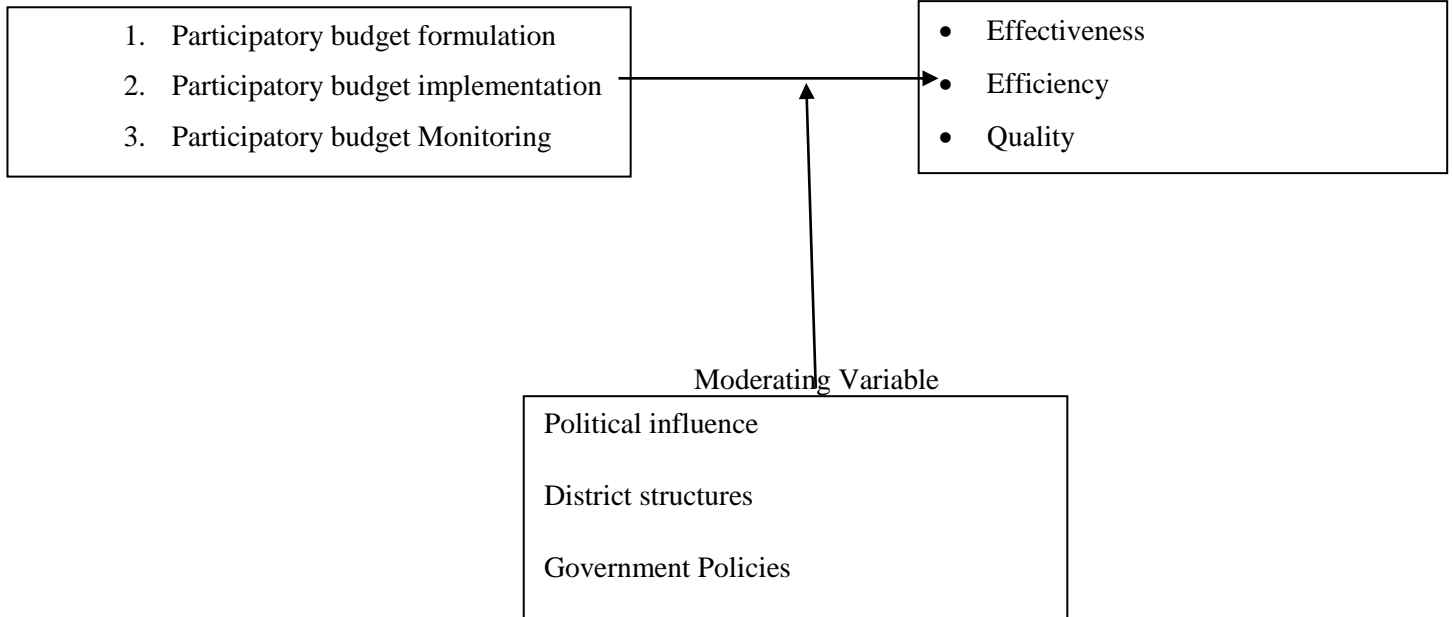 1. Participatory budget formulation
2. Participatory budget implementation
3. Participatory budget Monitoring
• Effectiveness
• Efficiency
• Quality
Moderating Variable
Political influence
District structures
Government Policies